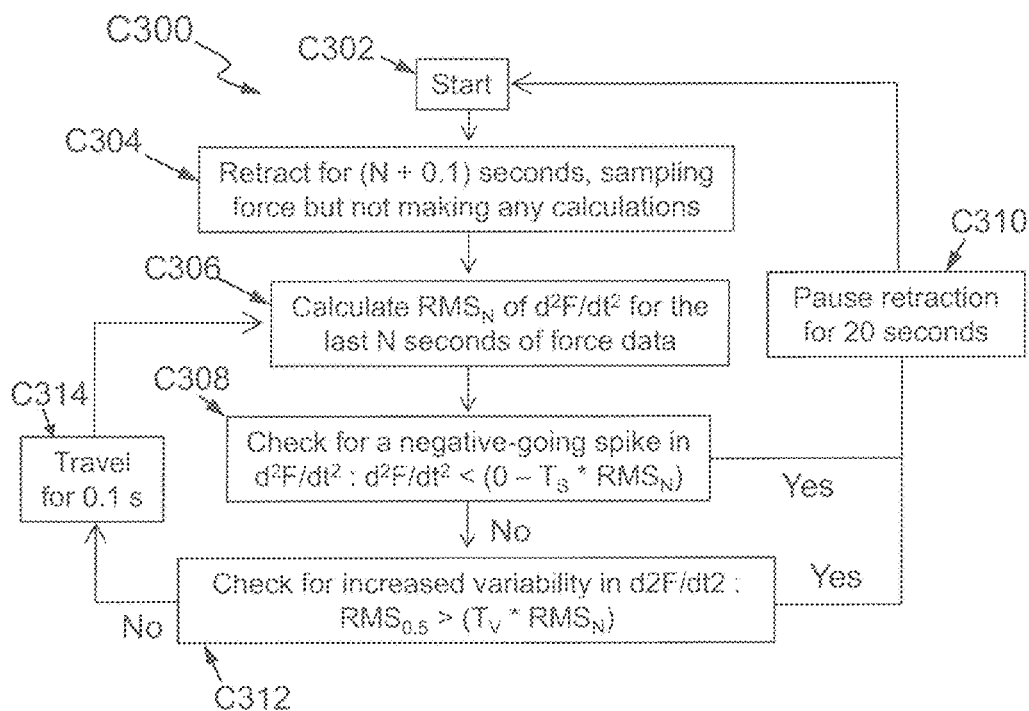 C300
C302
Start
C304
Retract for (N + 0.1) seconds, sampling
force but not making any calculations
C310
Pause retraction
for 20 seconds
C306
Calculate RMS_N of d²F/dt² for the
last N seconds of force data
C308
Check for a negative-going spike in
d²F/dt² : d²F/dt² < (0 – T_S * RMS_N)
Yes
C314
Travel
for 0.1 s
No
Check for increased variability in d2F/dt2 :
RMS_0.5 > (T_V * RMS_N)
Yes
No
C312